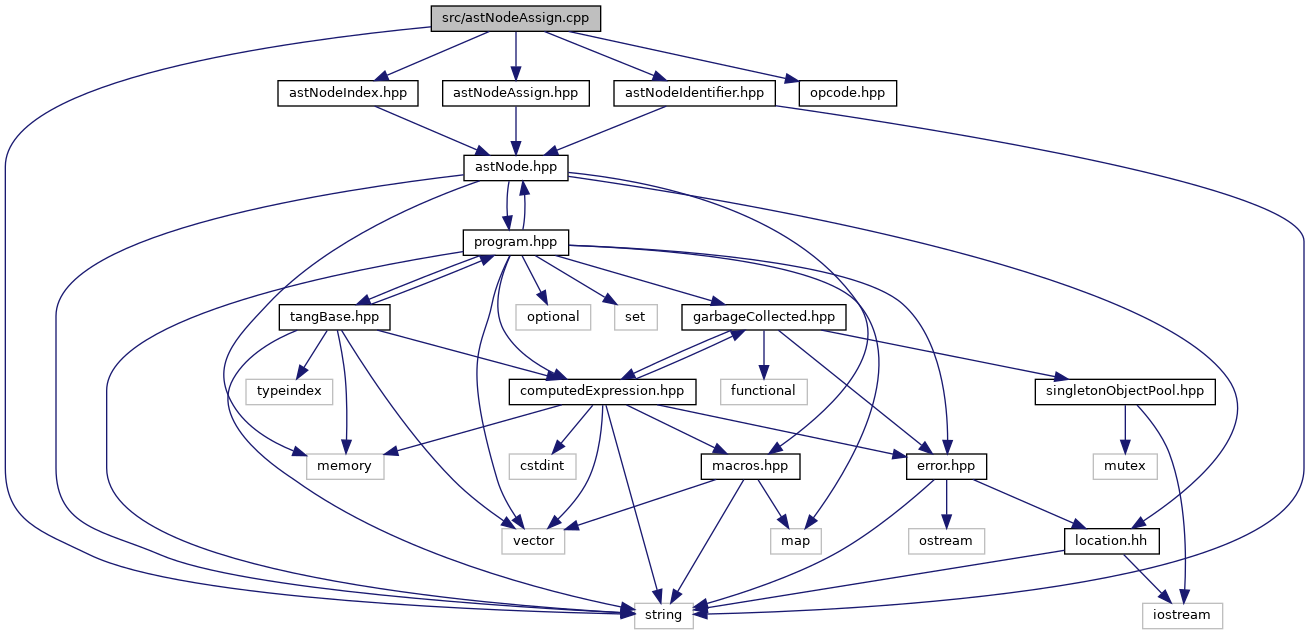 src/astNodeAssign.cpp
astNodeIndex.hpp
astNodeAssign.hpp
astNodeIdentifier.hpp
opcode.hpp
astNode.hpp
program.hpp
tangBase.hpp
optional
set
garbageCollected.hpp
typeindex
computedExpression.hpp
functional
singletonObjectPool.hpp
memory
cstdint
macros.hpp
error.hpp
mutex
vector
map
ostream
location.hh
string
iostream